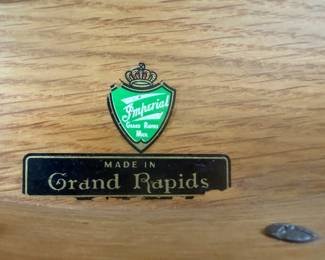 Imperial
GRAND RAPIDS
MICH.
MADE IN
Grand Rapids